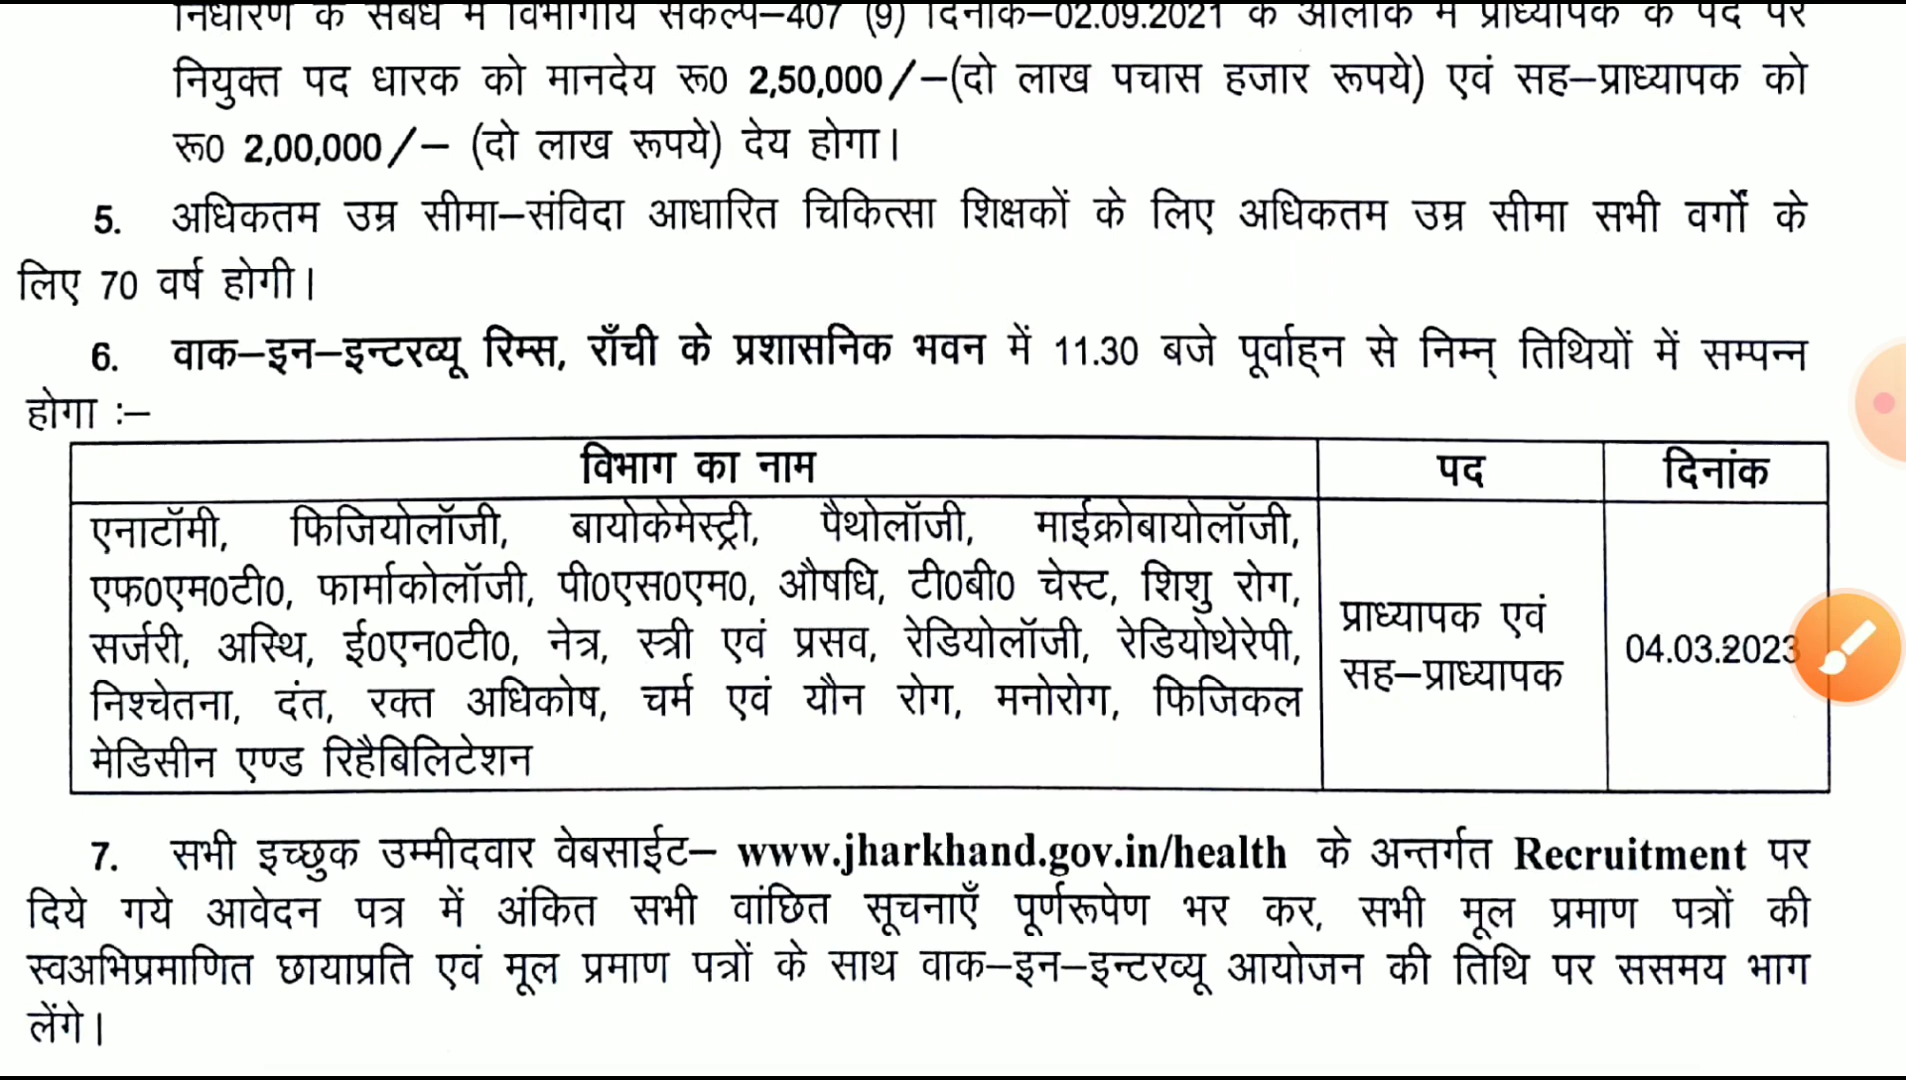 निर्धारण के संबंध में विभागीय संकल्प–407 (9) दिनांक–02.09.2021 के आलोक में प्राध्यापक के पद पर
नियुक्त पद धारक को मानदेय रू0 2,50,000/–(दो लाख पचास हजार रूपये) एवं सह–प्राध्यापक को
रू0 2,00,000/– (दो लाख रूपये) देय होगा।
5. अधिकतम उम्र सीमा–संविदा आधारित चिकित्सा शिक्षकों के लिए अधिकतम उम्र सीमा सभी वर्गों के
लिए 70 वर्ष होगी।
6. वाक–इन–इन्टरव्यू रिम्स, राँची के प्रशासनिक भवन में 11.30 बजे पूर्वाह्न से निम्न् तिथियों में सम्पन्न
होगा :–
विभाग का नाम पद दिनांक
एनाटॉमी, फिजियोलॉजी, बायोकेमेस्ट्री, पैथोलॉजी, माईक्रोबायोलॉजी,
एफ0एम0टी0, फार्माकोलॉजी, पी0एस0एम0, औषधि, टी0बी0 चेस्ट, शिशु रोग,
सर्जरी, अस्थि, ई0एन0टी0, नेत्र, स्त्री एवं प्रसव, रेडियोलॉजी, रेडियोथेरेपी,
निश्चेतना, दंत, रक्त अधिकोष, चर्म एवं यौन रोग, मनोरोग, फिजिकल
मेडिसीन एण्ड रिहैबिलिटेशन
प्राध्यापक एवं
सह–प्राध्यापक
04.03.2023
7. सभी इच्छुक उम्मीदवार वेबसाईट– www.jharkhand.gov.in/health के अन्तर्गत Recruitment पर
दिये गये आवेदन पत्र में अंकित सभी वांछित सूचनाएँ पूर्णरूपेण भर कर, सभी मूल प्रमाण पत्रों की
स्वअभिप्रमाणित छायाप्रति एवं मूल प्रमाण पत्रों के साथ वाक–इन–इन्टरव्यू आयोजन की तिथि पर ससमय भाग
लेंगे।